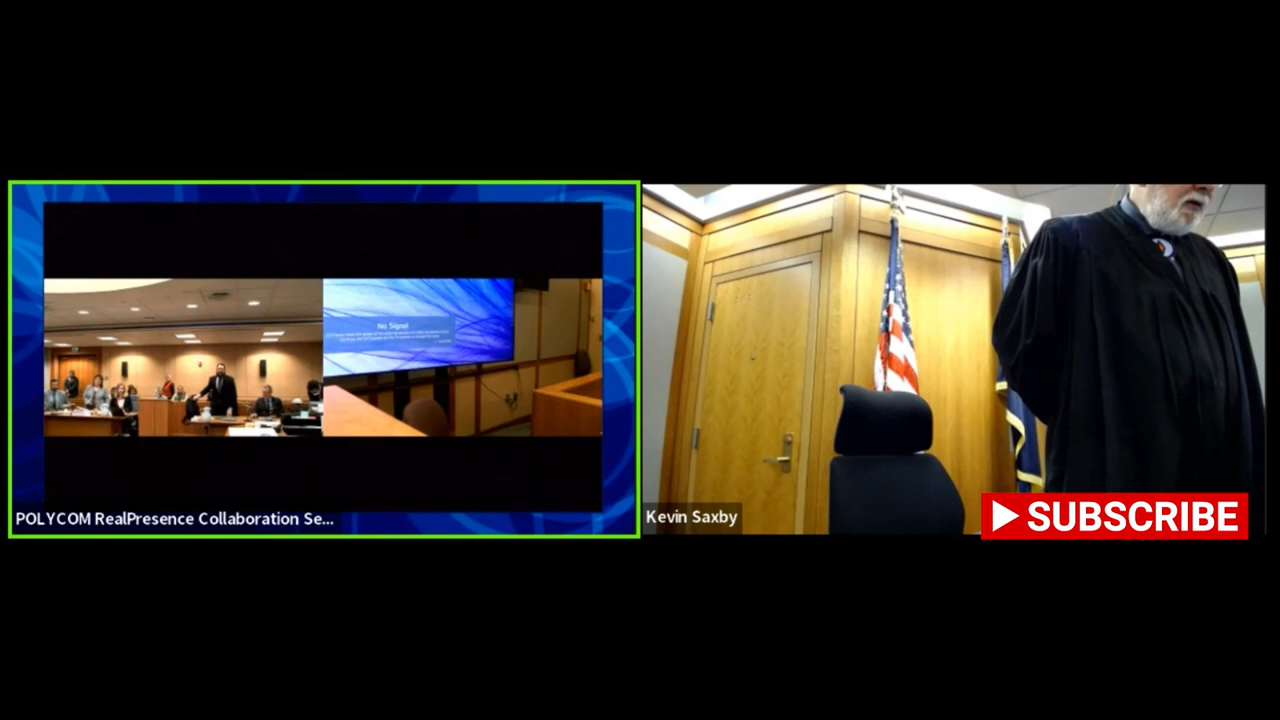 No Signal
POLYCOM RealPresence Collaboration Se...
Kevin Saxby
SUBSCRIBE